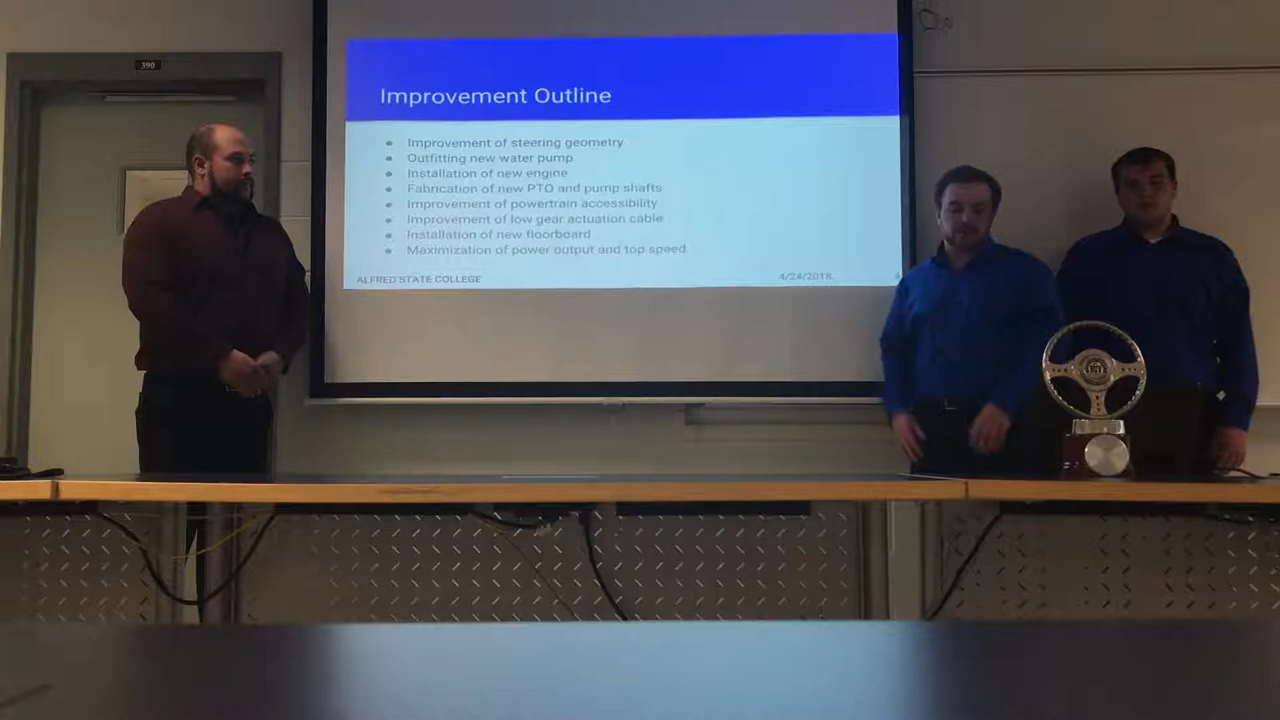 390
Improvement Outline
Improvement of steering geometry
Outfitting new water pump
Installation of new engine
Fabrication of new PTO and pump shafts
Improvement of powertrain accessibility
Improvement of low gear actuation cable
Installation of new floorboard
Maximization of power output and top speed
ALFRED STATE COLLEGE 4/24/2018